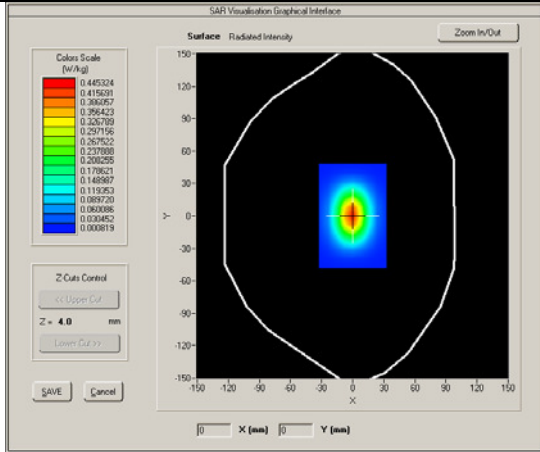 SAR Visualisation Graphical Interface
Surface Radiated Intensity
Zoom In/Out
Colors Scale
(W/kg)
0.445324
0.415691
0.386057
0.356423
0.326789
0.297156
0.267522
0.237888
0.208255
0.178621
0.148987
0.119353
0.089720
0.060086
0.030452
0.000819
Z-Cuts Control
<< Upper Cut
Z = 4.0 mm
Lower Cut >>
SAVE Cancel
150
120
90
60
30
0
-30
-60
-90
-120
-150
Y
-150 -120 -90 -60 -30 0 30 60 90 120 150
X
0 X (mm) 0 Y (mm)